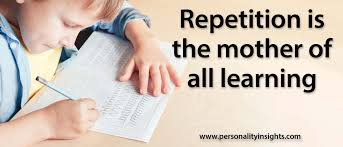 Repetition is
the mother of
all learning
www.personalityinsights.com